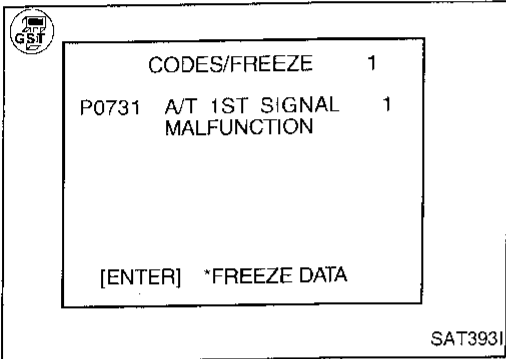 GST
CODES/FREEZE 1
P0731 A/T 1ST SIGNAL 1
MALFUNCTION
[ENTER] *FREEZE DATA
SAT393I